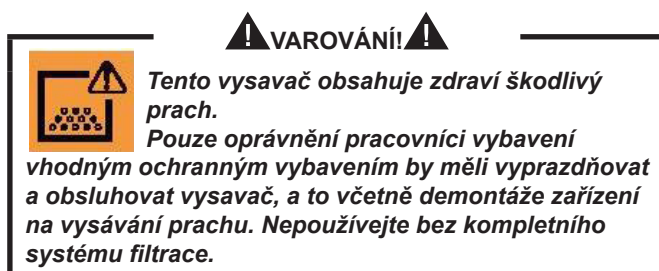 VAROVÁNÍ!
Tento vysavač obsahuje zdraví škodlivý
prach.
Pouze oprávnění pracovníci vybavení
vhodným ochranným vybavením by měli vyprazdňovat
a obsluhovat vysavač, a to včetně demontáže zařízení
na vysávání prachu. Nepoužívejte bez kompletního
systému filtrace.